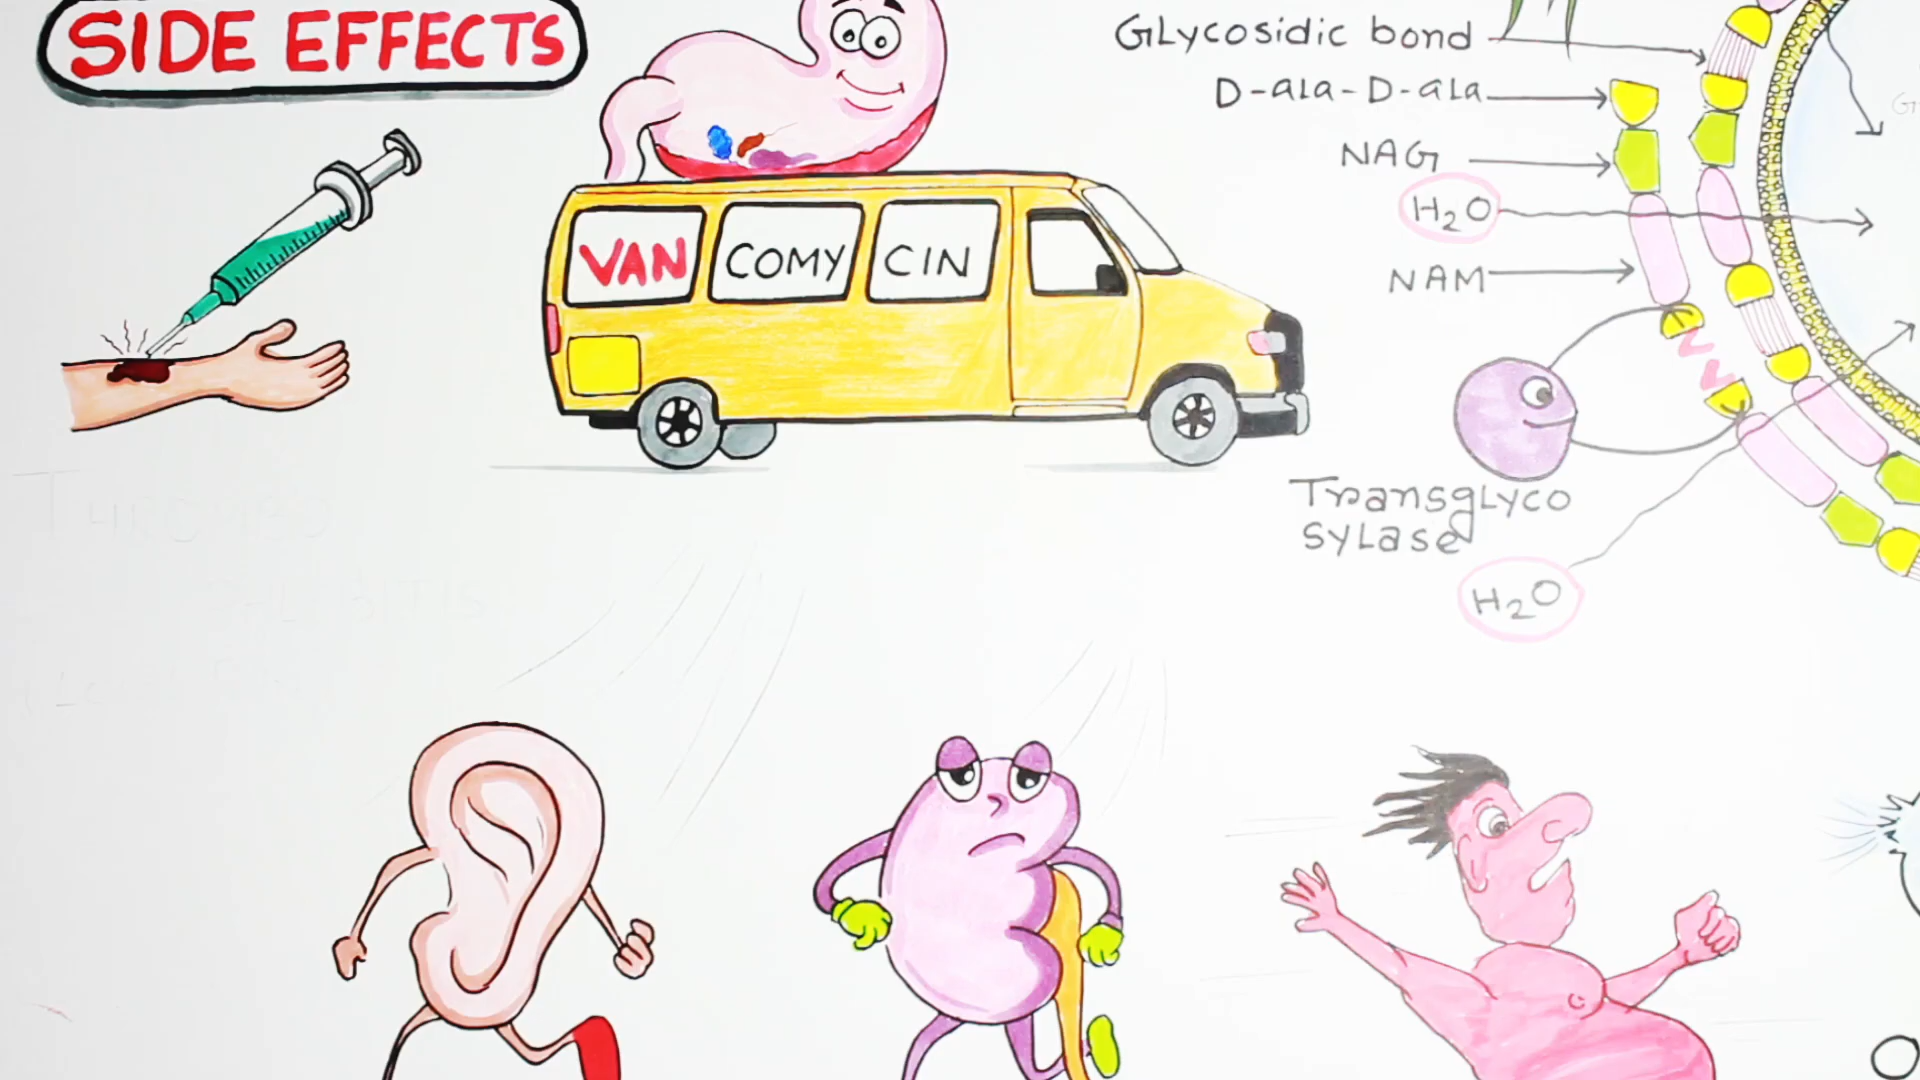 SIDE EFFECTS
VAN COMY CIN
GLycosidic bond
D-ala-D-ala
NAG
H2O
NAM
Transglyco
sylase
H2O